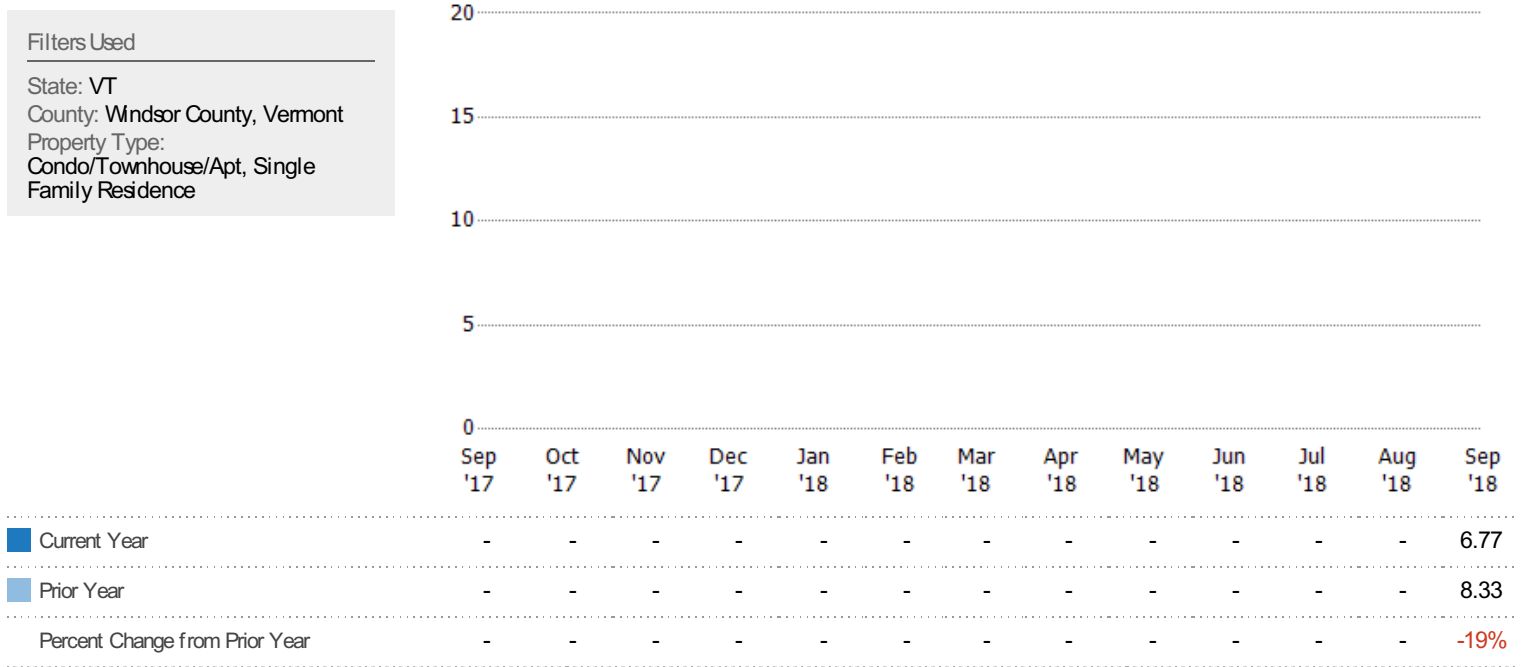 Filters Used
State: VT
County: Windsor County, Vermont
Property Type:
Condo/Townhouse/Apt, Single
Family Residence
20
15
10
5
0
Sep Oct Nov Dec Jan Feb Mar Apr May Jun Jul Aug Sep
'17 '17 '17 '17 '18 '18 '18 '18 '18 '18 '18 '18 '18
Current Year - - - - - - - - - - - - 6.77
Prior Year - - - - - - - - - - - - 8.33
Percent Change from Prior Year - - - - - - - - - - - - -19%